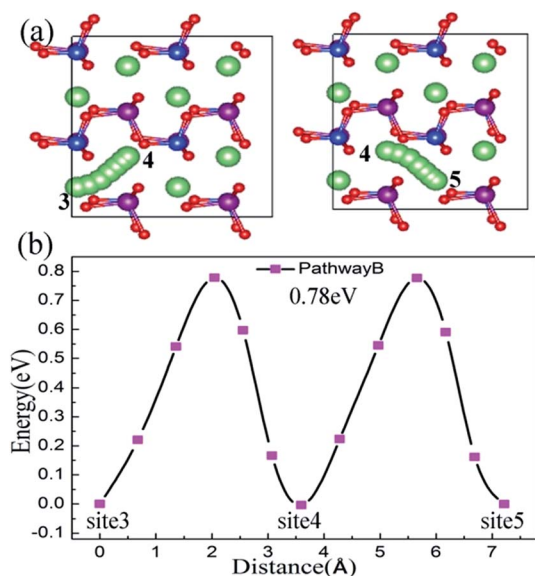 (a)
4
3
4
5
(b)
PathwayB
0.78eV
Energy(eV)
0.8
0.7
0.6
0.5
0.4
0.3
0.2
0.1
0.0
-0.1
site3
site4
site5
0 1 2 3 4 5 6 7
Distance(Å)